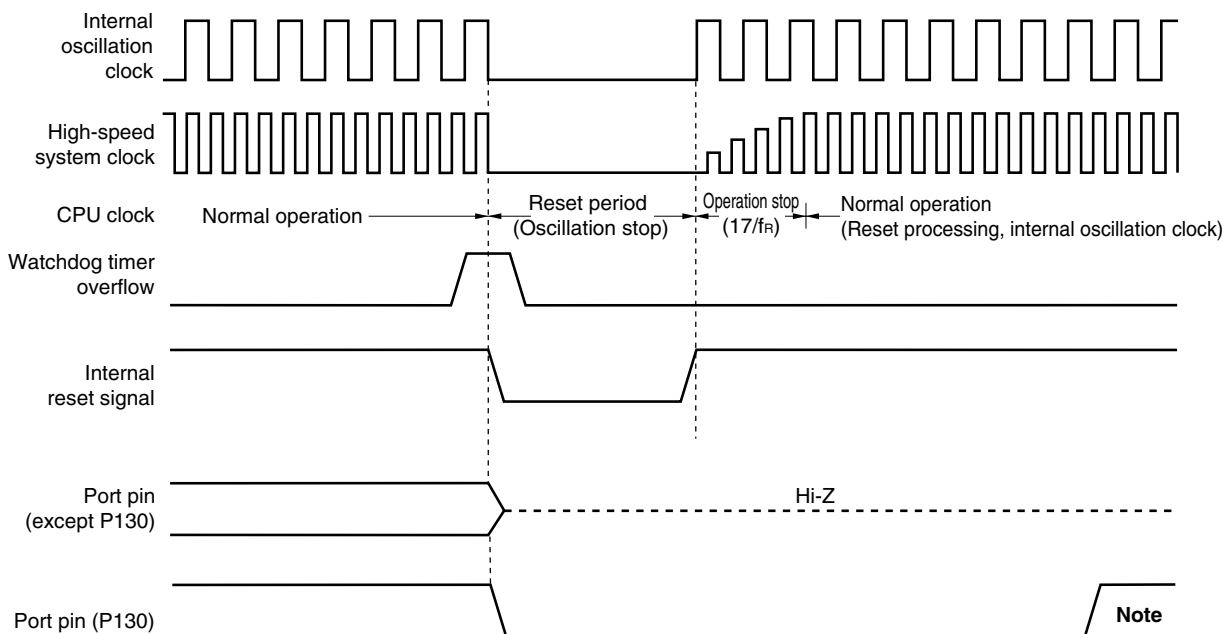 Internal
oscillation
clock
High-speed
system clock
CPU clock
Normal operation
Reset period
(Oscillation stop)
Operation stop
(17/fR)
Normal operation
(Reset processing, internal oscillation clock)
Watchdog timer
overflow
Internal
reset signal
Port pin
(except P130)
Hi-Z
Port pin (P130)
Note